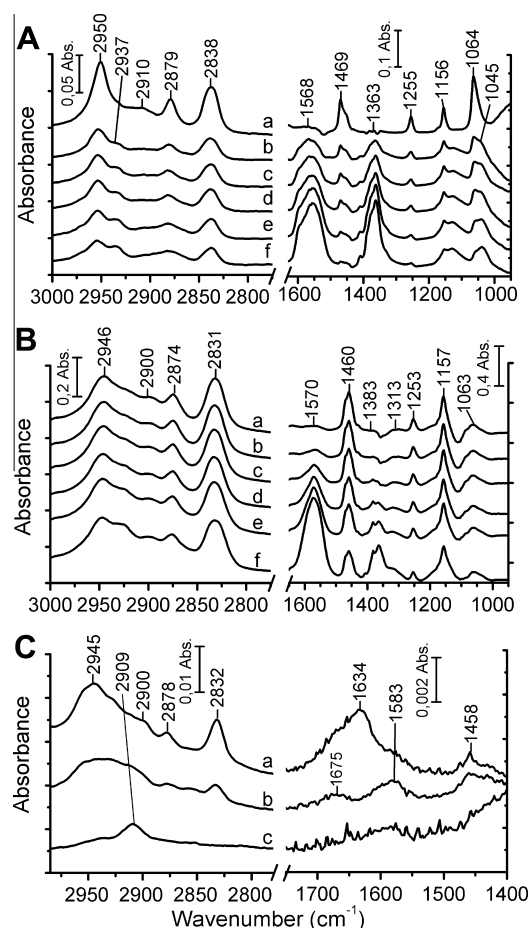 A
0,05 Abs.
2950
2937
2910
2879
2838
0,1 Abs.
1568
1469
1363
1255
1156
1064
1045
a
b
c
d
e
f
Absorbance
3000 2950 2900 2850 2800 1600 1400 1200 1000
B
0,2 Abs.
2946
2900
2874
2831
0,4 Abs.
1570
1460
1383
1313
1253
1157
1063
a
b
c
d
e
f
Absorbance
3000 2950 2900 2850 2800 1600 1400 1200 1000
C
2945
2909
2900
2878
2832
0,01 Abs.
0,002 Abs.
1675
1634
1583
1458
a
b
c
Absorbance
2950 2900 2850 2800 1700 1600 1500 1400
Wavenumber (cm⁻¹)